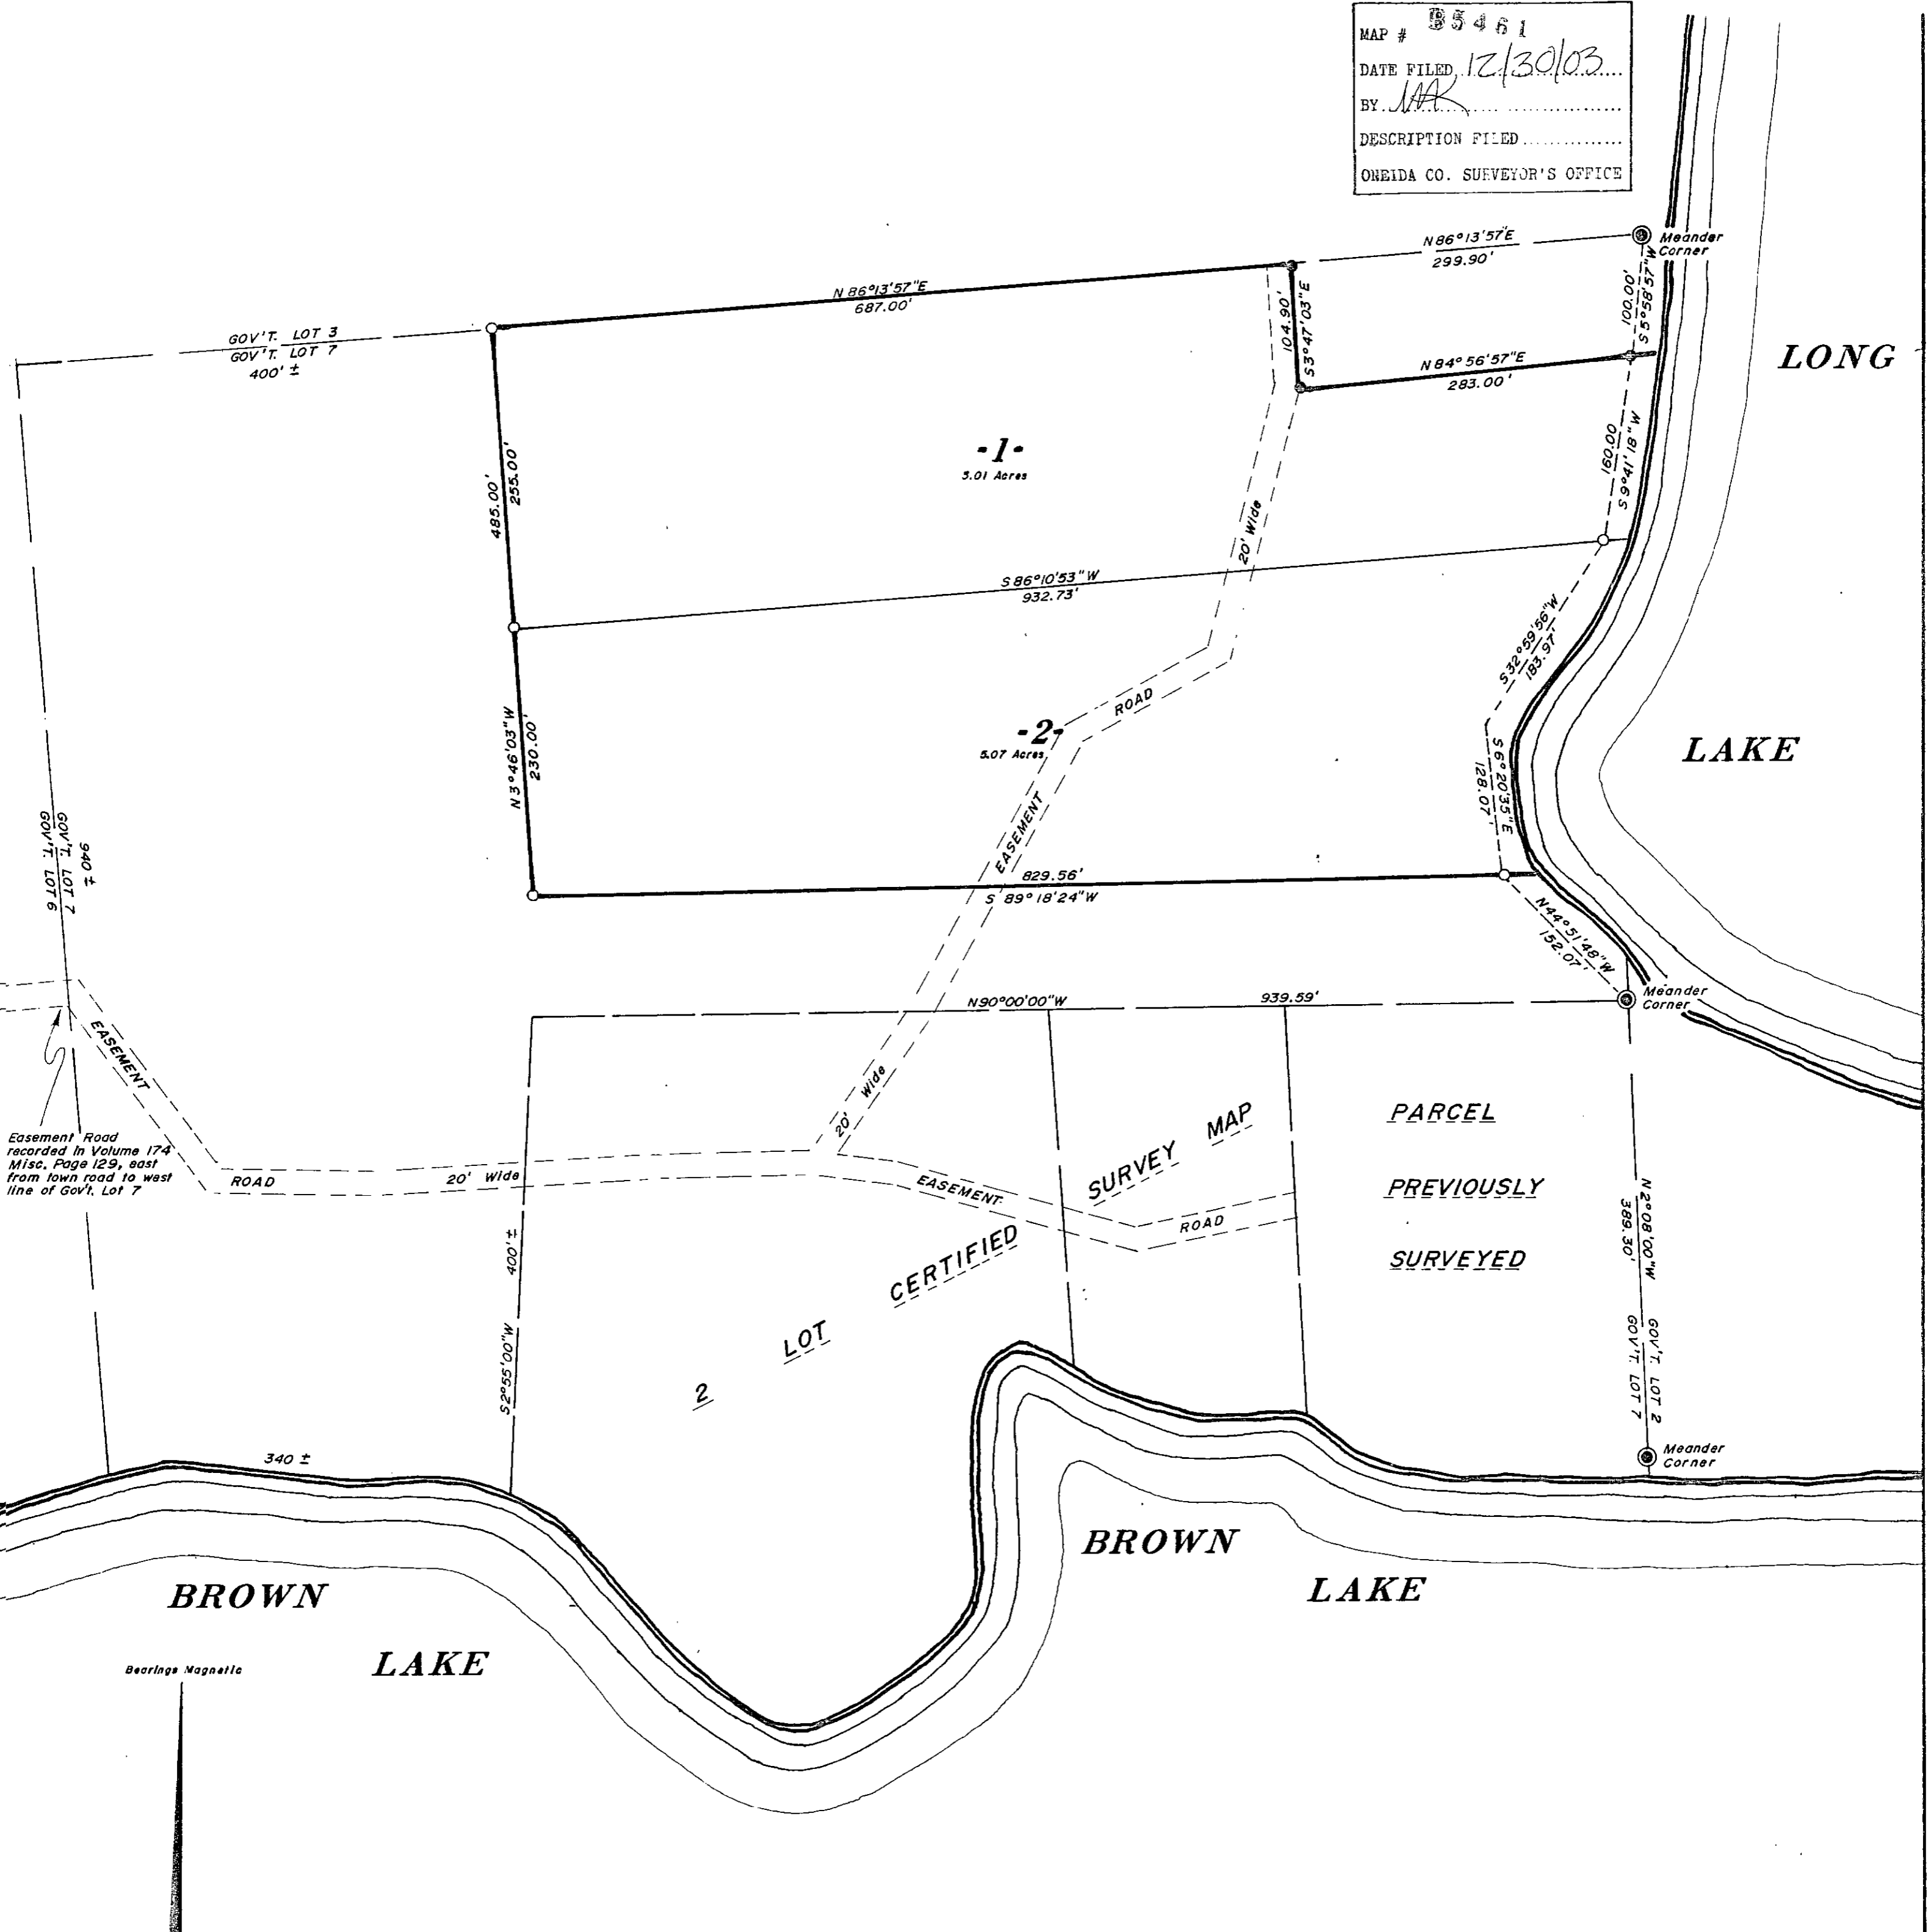 MAP # B5461
DATE FILED 12/30/03
BY
DESCRIPTION FILED
ONEIDA CO. SURVEYOR'S OFFICE
N86°13'57"E
299.90'
Meander
Corner
100.00'
S 5°58'57"W
N 86°13'57"E
687.00'
104.90'
S3°47'03"E
GOV'T. LOT 3
GOV'T. LOT 7
400' ±
N 84°56'57"E
283.00'
LONG
-1-
5.01 Acres
485.00'
255.00'
160.00
S 9°41'18"W
20' Wide
S 86°10'53"W
932.73'
S32°59'56"W
183.97'
ROAD
-2-
5.07 Acres
LAKE
N3°46'03"W
230.00'
S6°20'35"E
128.07'
EASEMENT
940 ±
GOV'T. LOT 7
GOV'T. LOT 6
829.56'
S 89°18'24"W
N44°51'48"W
152.07'
N90°00'00"W
939.59'
Meander
Corner
EASEMENT
20' Wide
Easement Road
recorded in Volume 174
Misc. Page 129, east
from town road to west
line of Gov't. Lot 7
ROAD
20' Wide
EASEMENT
ROAD
2 LOT CERTIFIED SURVEY MAP
PARCEL
PREVIOUSLY
SURVEYED
400' ±
S2°55'00"W
N2°08'00"W
389.30'
GOV'T. LOT 2
GOV'T. LOT 7
340 ±
Meander
Corner
BROWN
LAKE
BROWN
LAKE
Bearings Magnetic